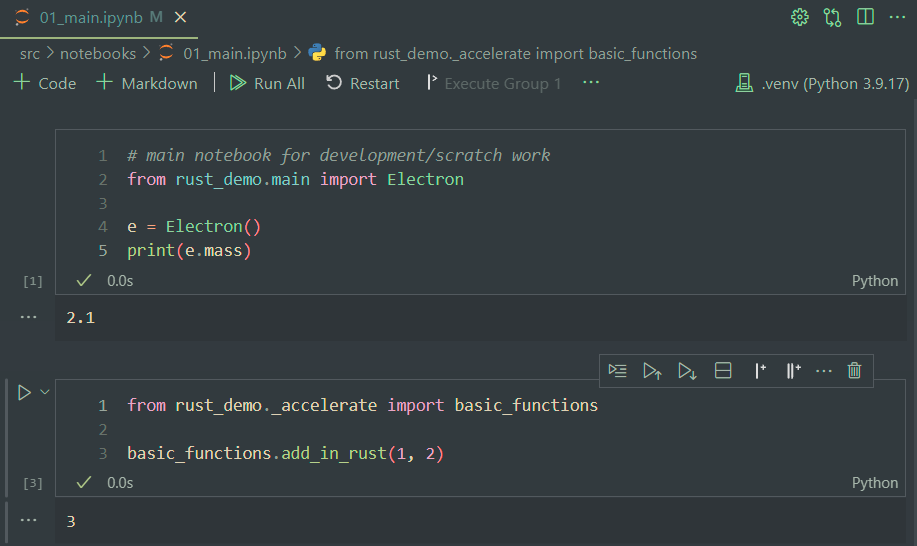 01_main.ipynb M
src > notebooks > 01_main.ipynb > from rust_demo._accelerate import basic_functions
Code Markdown Run All Restart Execute Group 1 ... .venv (Python 3.9.17)
1 # main notebook for development/scratch work
2 from rust_demo.main import Electron
3
4 e = Electron()
5 print(e.mass)
[1] 0.0s Python
... 2.1
1 from rust_demo._accelerate import basic_functions
2
3 basic_functions.add_in_rust(1, 2)
[3] 0.0s Python
... 3